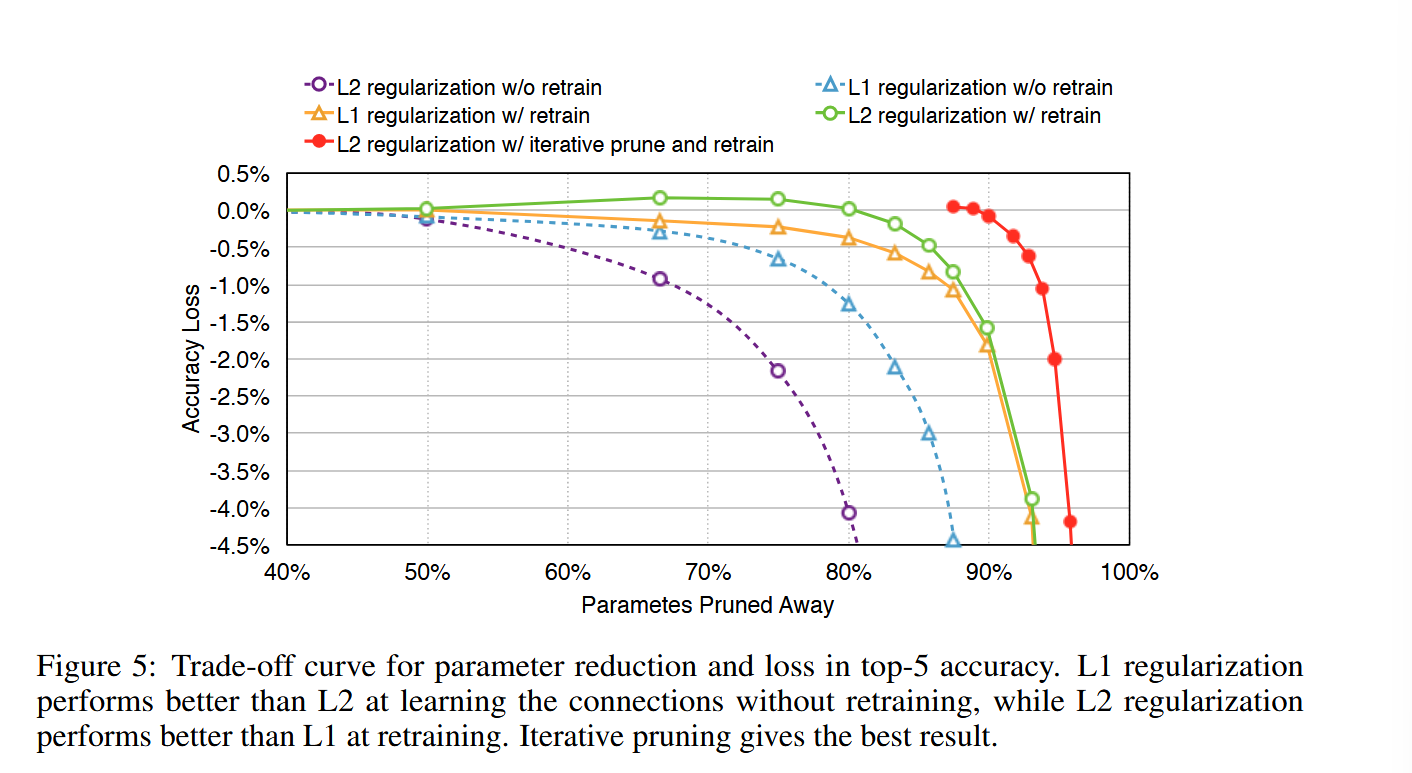 L2 regularization w/o retrain
L1 regularization w/o retrain
L1 regularization w/ retrain
L2 regularization w/ retrain
L2 regularization w/ iterative prune and retrain
0.5%
0.0%
-0.5%
-1.0%
-1.5%
-2.0%
-2.5%
-3.0%
-3.5%
-4.0%
-4.5%
Accuracy Loss
40%
50%
60%
70%
80%
90%
100%
Parametes Pruned Away
Figure 5: Trade-off curve for parameter reduction and loss in top-5 accuracy. L1 regularization
performs better than L2 at learning the connections without retraining, while L2 regularization
performs better than L1 at retraining. Iterative pruning gives the best result.